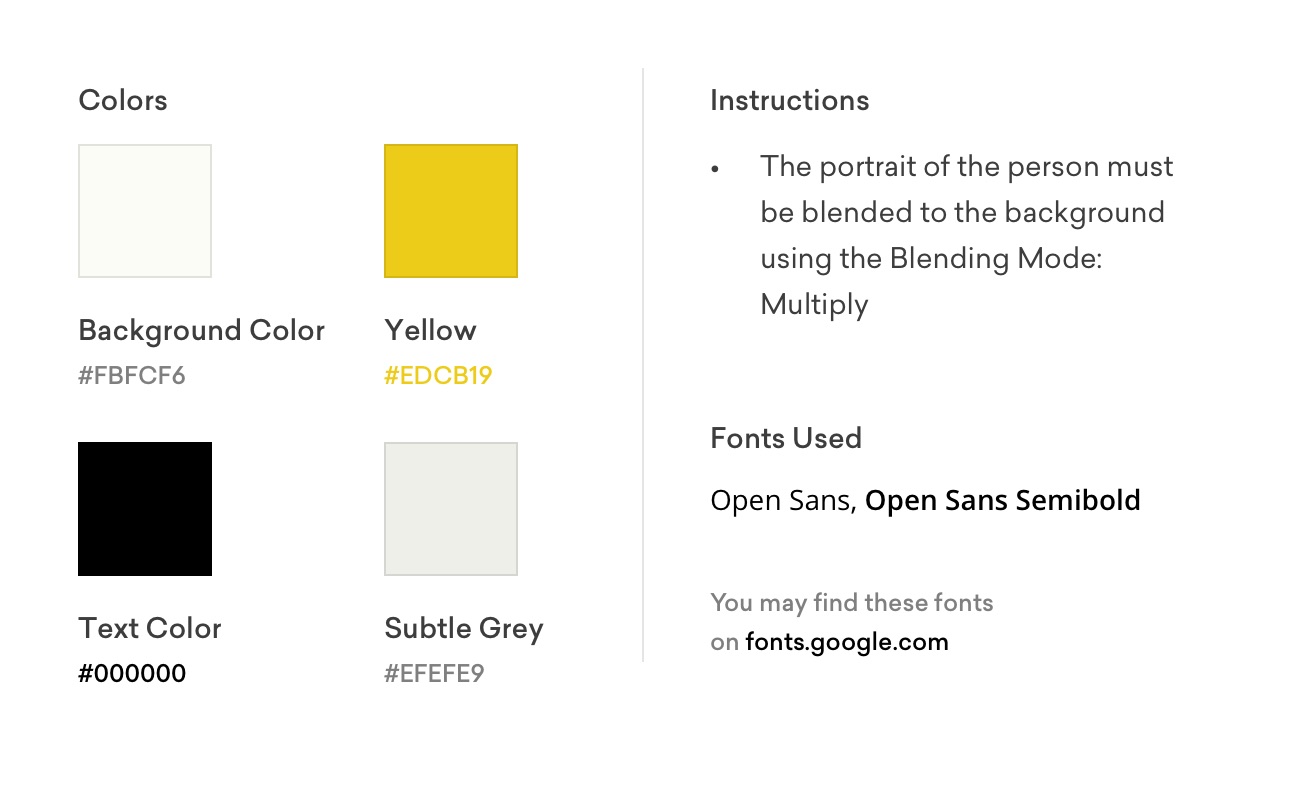 Colors
Background Color
#FBFCF6
Yellow
#EDCB19
Text Color
#000000
Subtle Grey
#EFEFE9
Instructions
• The portrait of the person must
be blended to the background
using the Blending Mode:
Multiply
Fonts Used
Open Sans, Open Sans Semibold
You may find these fonts
on fonts.google.com